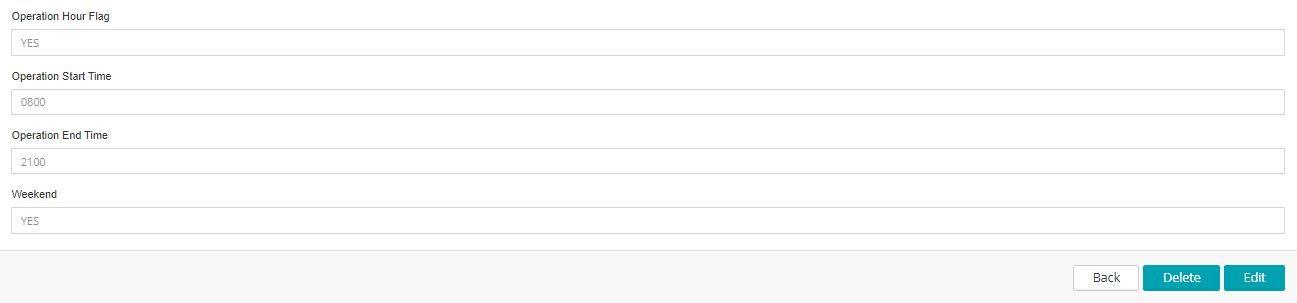 Operation Hour Flag
YES
Operation Start Time
0800
Operation End Time
2100
Weekend
YES
Back Delete Edit